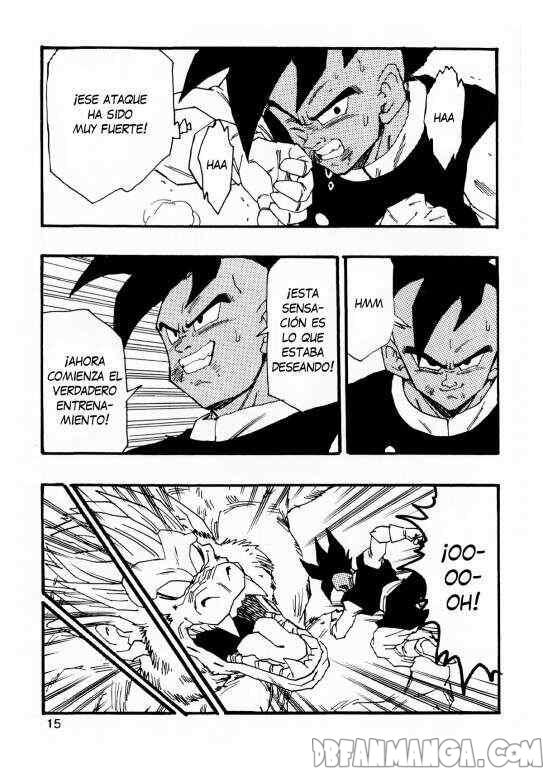 ¡ESE ATAQUE
HA SIDO
MUY FUERTE!
HAA
HAA
HMM
¡ESTA
SENSA-
CIÓN ES
LO QUE
ESTABA
DESEANDO!
¡AHORA
COMIENZA EL
VERDADERO
ENTRENA-
MIENTO!
¡OO-
OO-
OH!
15
DBFANMANGA.COM